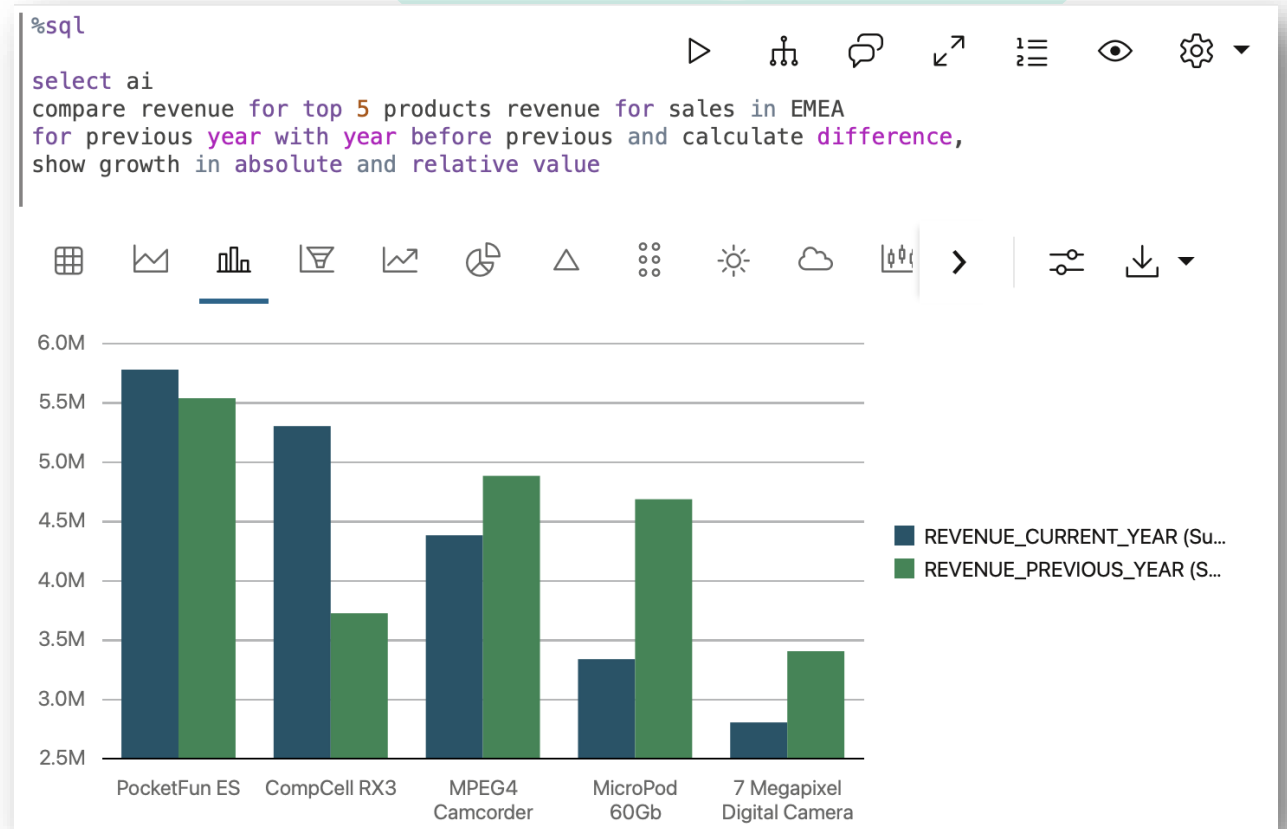 %sql
select ai
compare revenue for top 5 products revenue for sales in EMEA
for previous year with year before previous and calculate difference,
show growth in absolute and relative value
6.0M
5.5M
5.0M
4.5M
4.0M
3.5M
3.0M
2.5M
REVENUE_CURRENT_YEAR (Su...
REVENUE_PREVIOUS_YEAR (S...
PocketFun ES
CompCell RX3
MPEG4
Camcorder
MicroPod
60Gb
7 Megapixel
Digital Camera